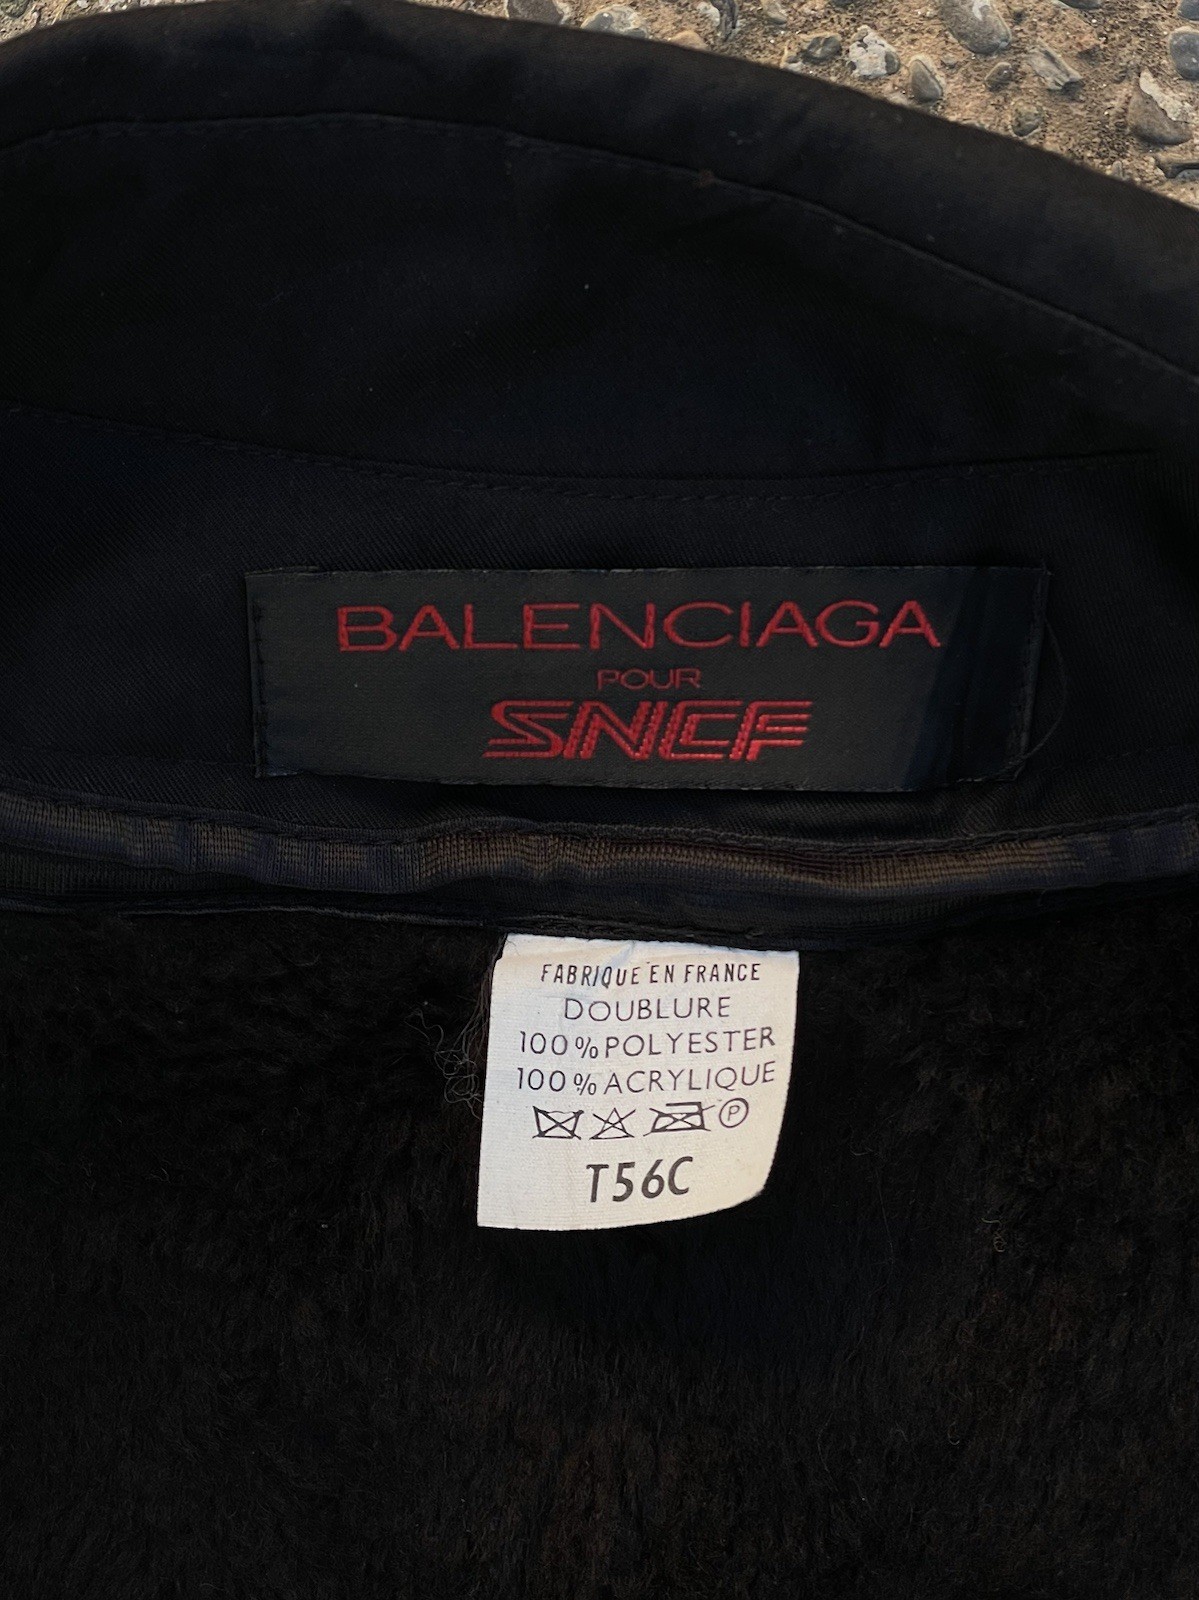 BALENCIAGA
POUR
SNCF
FABRIQUE EN FRANCE
DOUBLURE
100% POLYESTER
100% ACRYLIQUE
P
T56C